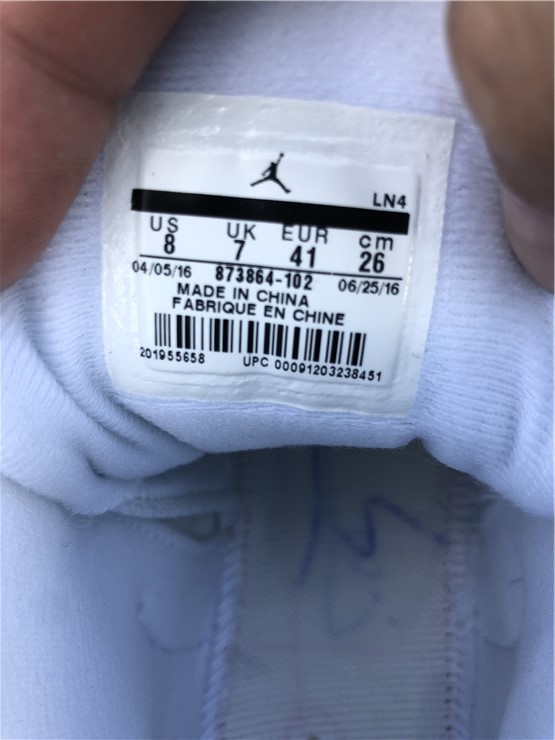 LN4
US UK EUR cm
8 7 41 26
04/05/16 873864-102 06/25/16
MADE IN CHINA
FABRIQUE EN CHINE
201955658 UPC 00091203238451